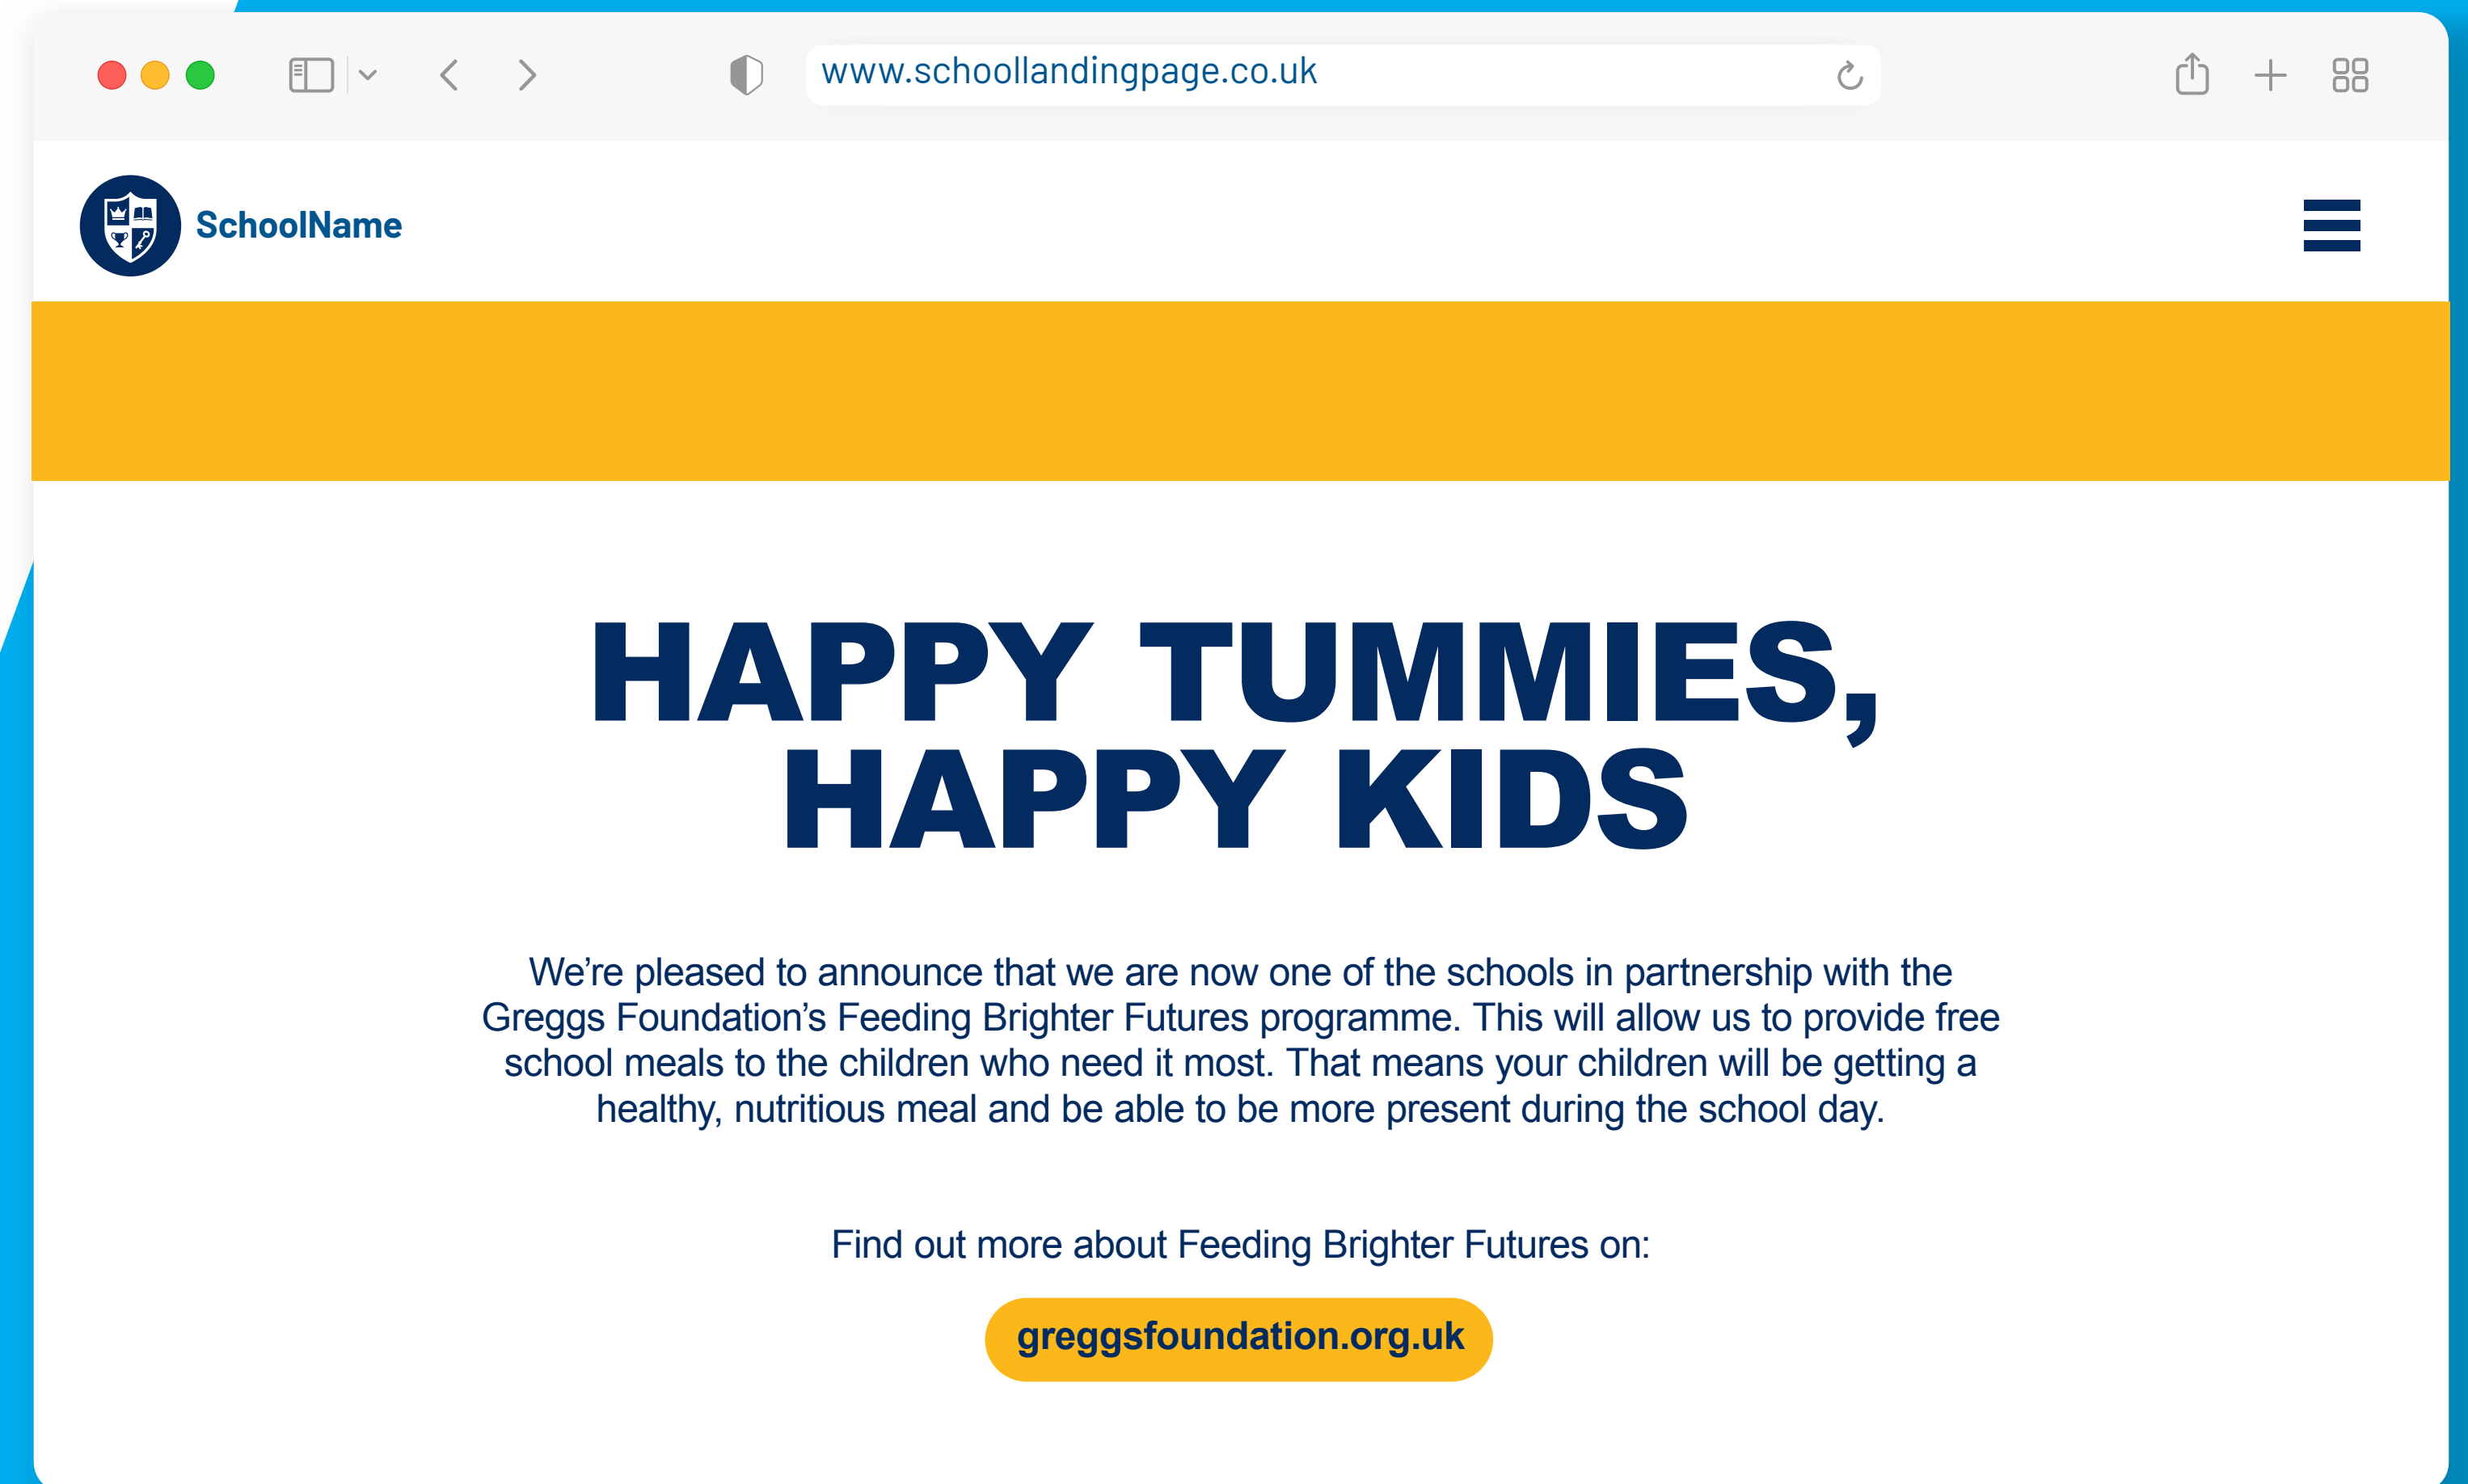 www.schoollandingpage.co.uk
SchoolName
HAPPY TUMMIES,
HAPPY KIDS
We’re pleased to announce that we are now one of the schools in partnership with the
Greggs Foundation’s Feeding Brighter Futures programme. This will allow us to provide free
school meals to the children who need it most. That means your children will be getting a
healthy, nutritious meal and be able to be more present during the school day.
Find out more about Feeding Brighter Futures on:
greggsfoundation.org.uk